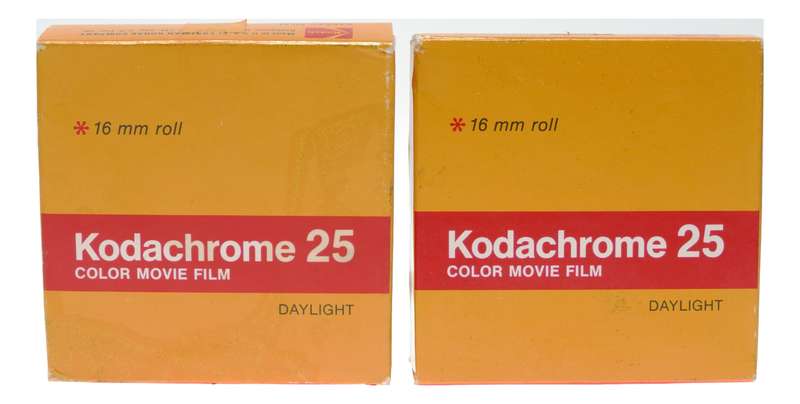 * 16 mm roll
Kodachrome 25
COLOR MOVIE FILM
DAYLIGHT
* 16 mm roll
Kodachrome 25
COLOR MOVIE FILM
DAYLIGHT